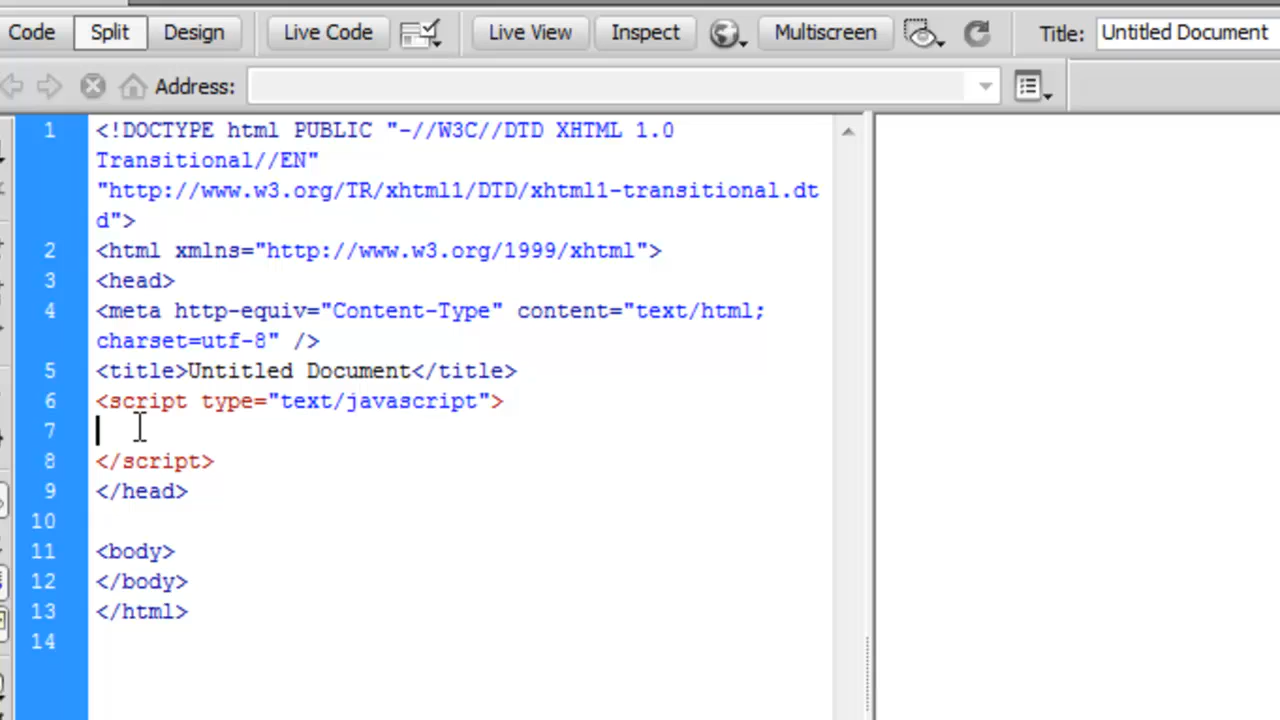 Code Split Design Live Code Live View Inspect Multiscreen Title: Untitled Document
Address:
1 <!DOCTYPE html PUBLIC "-//W3C//DTD XHTML 1.0
Transitional//EN"
"http://www.w3.org/TR/xhtml1/DTD/xhtml1-transitional.dt
d">
2 <html xmlns="http://www.w3.org/1999/xhtml">
3 <head>
4 <meta http-equiv="Content-Type" content="text/html;
charset=utf-8" />
5 <title>Untitled Document</title>
6 <script type="text/javascript">
7
8 </script>
9 </head>
10
11 <body>
12 </body>
13 </html>
14